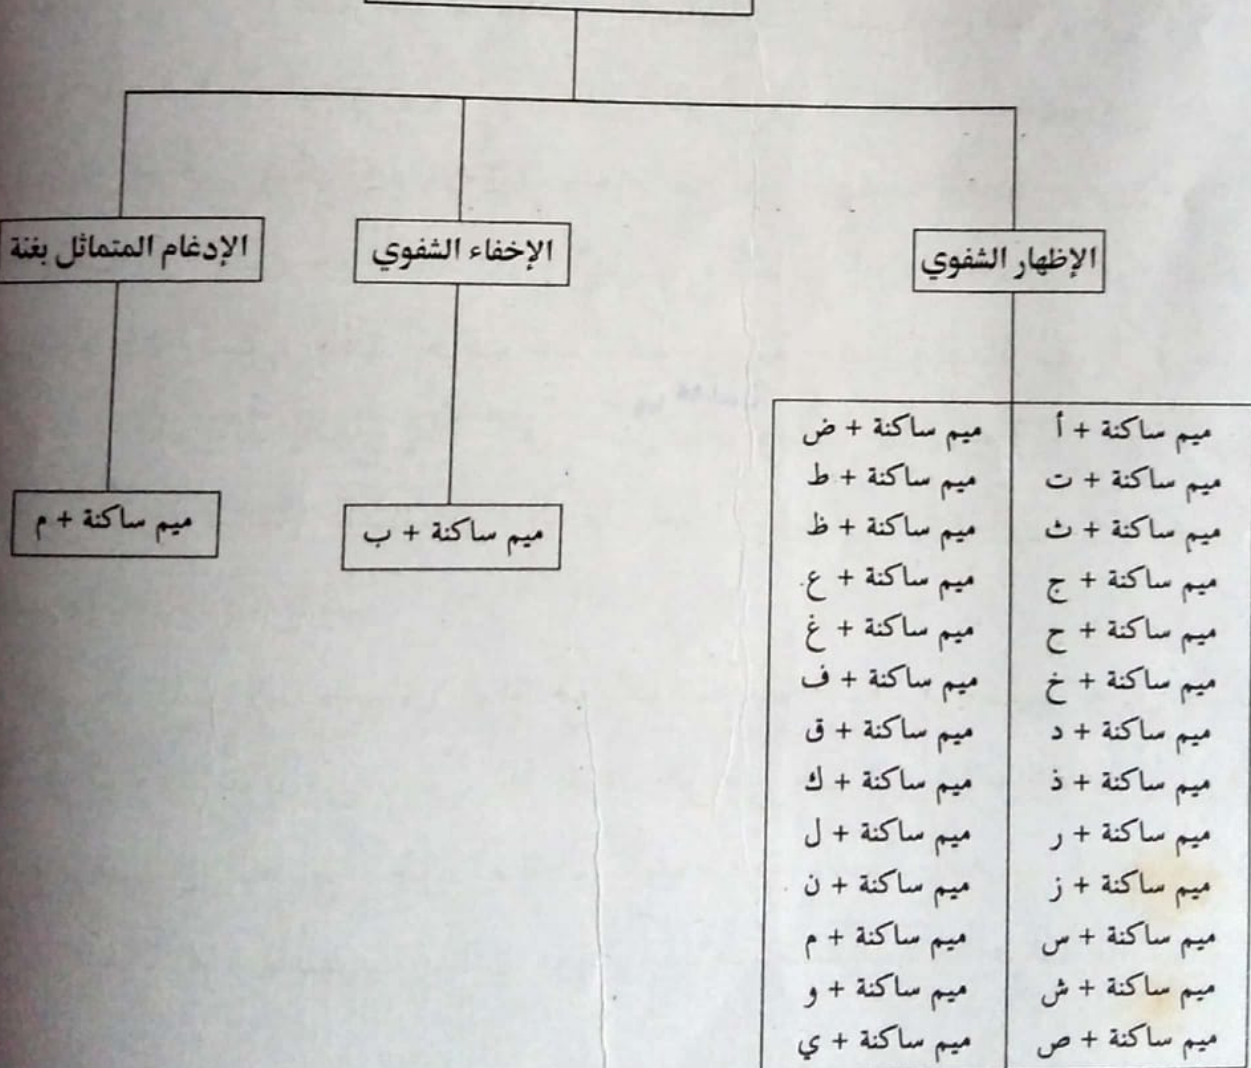 الإظهار الشفوي
الإخفاء الشفوي
الإدغام المتماثل بغنة
ميم ساكنة + أ
ميم ساكنة + ت
ميم ساكنة + ث
ميم ساكنة + ج
ميم ساكنة + ح
ميم ساكنة + خ
ميم ساكنة + د
ميم ساكنة + ذ
ميم ساكنة + ر
ميم ساكنة + ز
ميم ساكنة + س
ميم ساكنة + ش
ميم ساكنة + ص
ميم ساكنة + ض
ميم ساكنة + ط
ميم ساكنة + ظ
ميم ساكنة + ع
ميم ساكنة + غ
ميم ساكنة + ف
ميم ساكنة + ق
ميم ساكنة + ك
ميم ساكنة + ل
ميم ساكنة + ن
ميم ساكنة + م
ميم ساكنة + و
ميم ساكنة + ي
ميم ساكنة + ب
ميم ساكنة + م